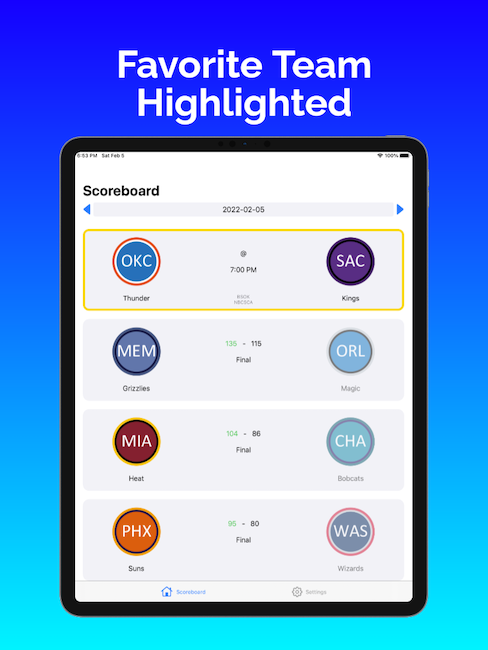 Favorite Team
Highlighted
6:53 PM Sat Feb 5
100%
Scoreboard
2022-02-05
OKC
@
SAC
7:00 PM
Thunder
Kings
BSOK
NBCSCA
MEM
135 - 115
ORL
Final
Grizzlies
Magic
MIA
104 - 86
CHA
Final
Heat
Bobcats
PHX
95 - 80
WAS
Final
Suns
Wizards
Scoreboard
Settings